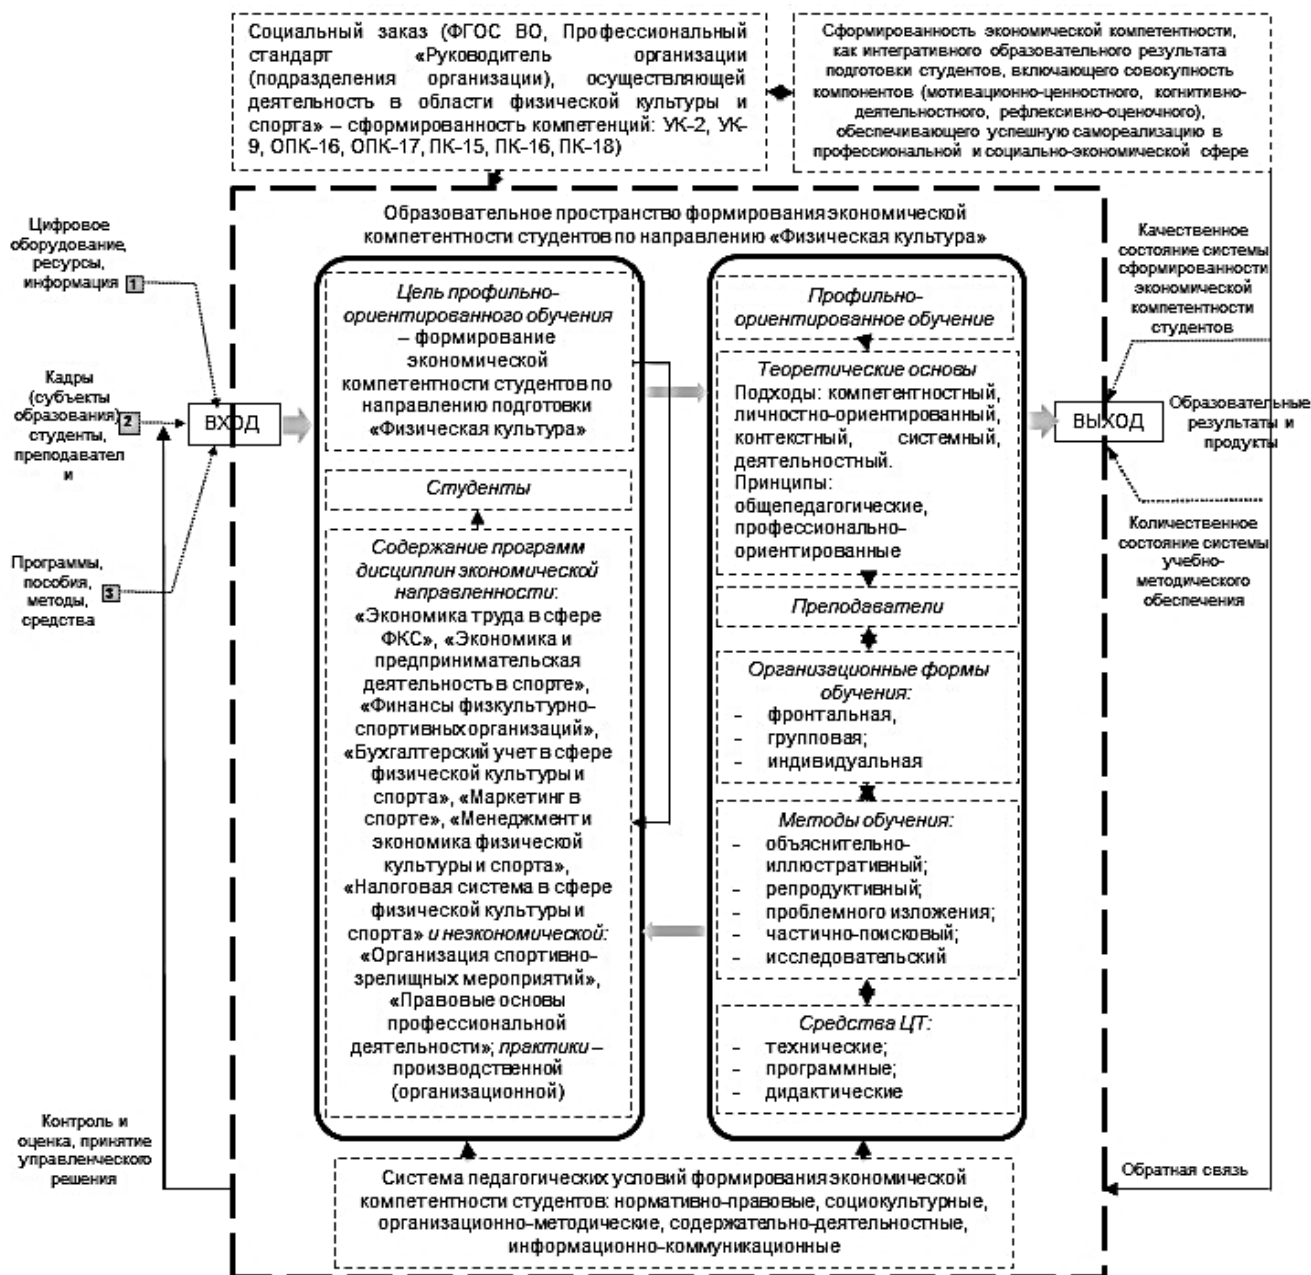 Социальный заказ (ФГОС ВО, Профессиональный
стандарт «Руководитель организации
(подразделения организации), осуществляющей
деятельность в области физической культуры и
спорта» – сформированность компетенций: УК-2, УК-
9, ОПК-16, ОПК-17, ПК-15, ПК-16, ПК-18)
Сформированность экономической компетентности,
как интегративного образовательного результата
подготовки студентов, включающего совокупность
компонентов (мотивационно-ценностного, когнитивно-
деятельностного, рефлексивно-оценочного),
обеспечивающего успешную самореализацию в
профессиональной и социально-экономической сфере
Образовательное пространство формирования экономической
компетентности студентов по направлению «Физическая культура»
Цифровое
оборудование,
ресурсы,
информация 1
Кадры
(субъекты
образования) 2
студенты,
преподавател
и
Программы,
пособия,
методы, 3
средства
ВХОД
Цель профильно-
ориентированного обучения
– формирование
экономической
компетентности студентов по
направлению подготовки
«Физическая культура»
Студенты
Содержание программ
дисциплин экономической
направленности:
«Экономика труда в сфере
ФКС», «Экономика и
предпринимательская
деятельность в спорте»,
«Финансы физкультурно-
спортивных организаций»,
«Бухгалтерский учет в сфере
физической культуры и
спорта», «Маркетинг в
спорте», «Менеджмент и
экономика физической
культуры и спорта»,
«Налоговая система в сфере
физической культуры и
спорта» и неэкономической:
«Организация спортивно-
зрелищных мероприятий»,
«Правовые основы
профессиональной
деятельности»; практики –
производственной
(организационной)
Профильно-
ориентированное обучение
Теоретические основы
Подходы: компетентностный,
личностно-ориентированный,
контекстный, системный,
деятельностный.
Принципы:
общепедагогические,
профессионально-
ориентированные
Преподаватели
Организационные формы
обучения:
- фронтальная,
- групповая;
- индивидуальная
Методы обучения:
- объяснительно-
иллюстративный;
- репродуктивный;
- проблемного изложения;
- частично-поисковый;
- исследовательский
Средства ЦТ:
- технические;
- программные;
- дидактические
ВЫХОД
Качественное
состояние системы
сформированности
экономической
компетентности
студентов
Образовательные
результаты и
продукты
Количественное
состояние системы
учебно-
методического
обеспечения
Контроль и
оценка, принятие
управленческого
решения
Обратная связь
Система педагогических условий формирования экономической
компетентности студентов: нормативно-правовые, социокультурные,
организационно-методические, содержательно-деятельностные,
информационно-коммуникационные